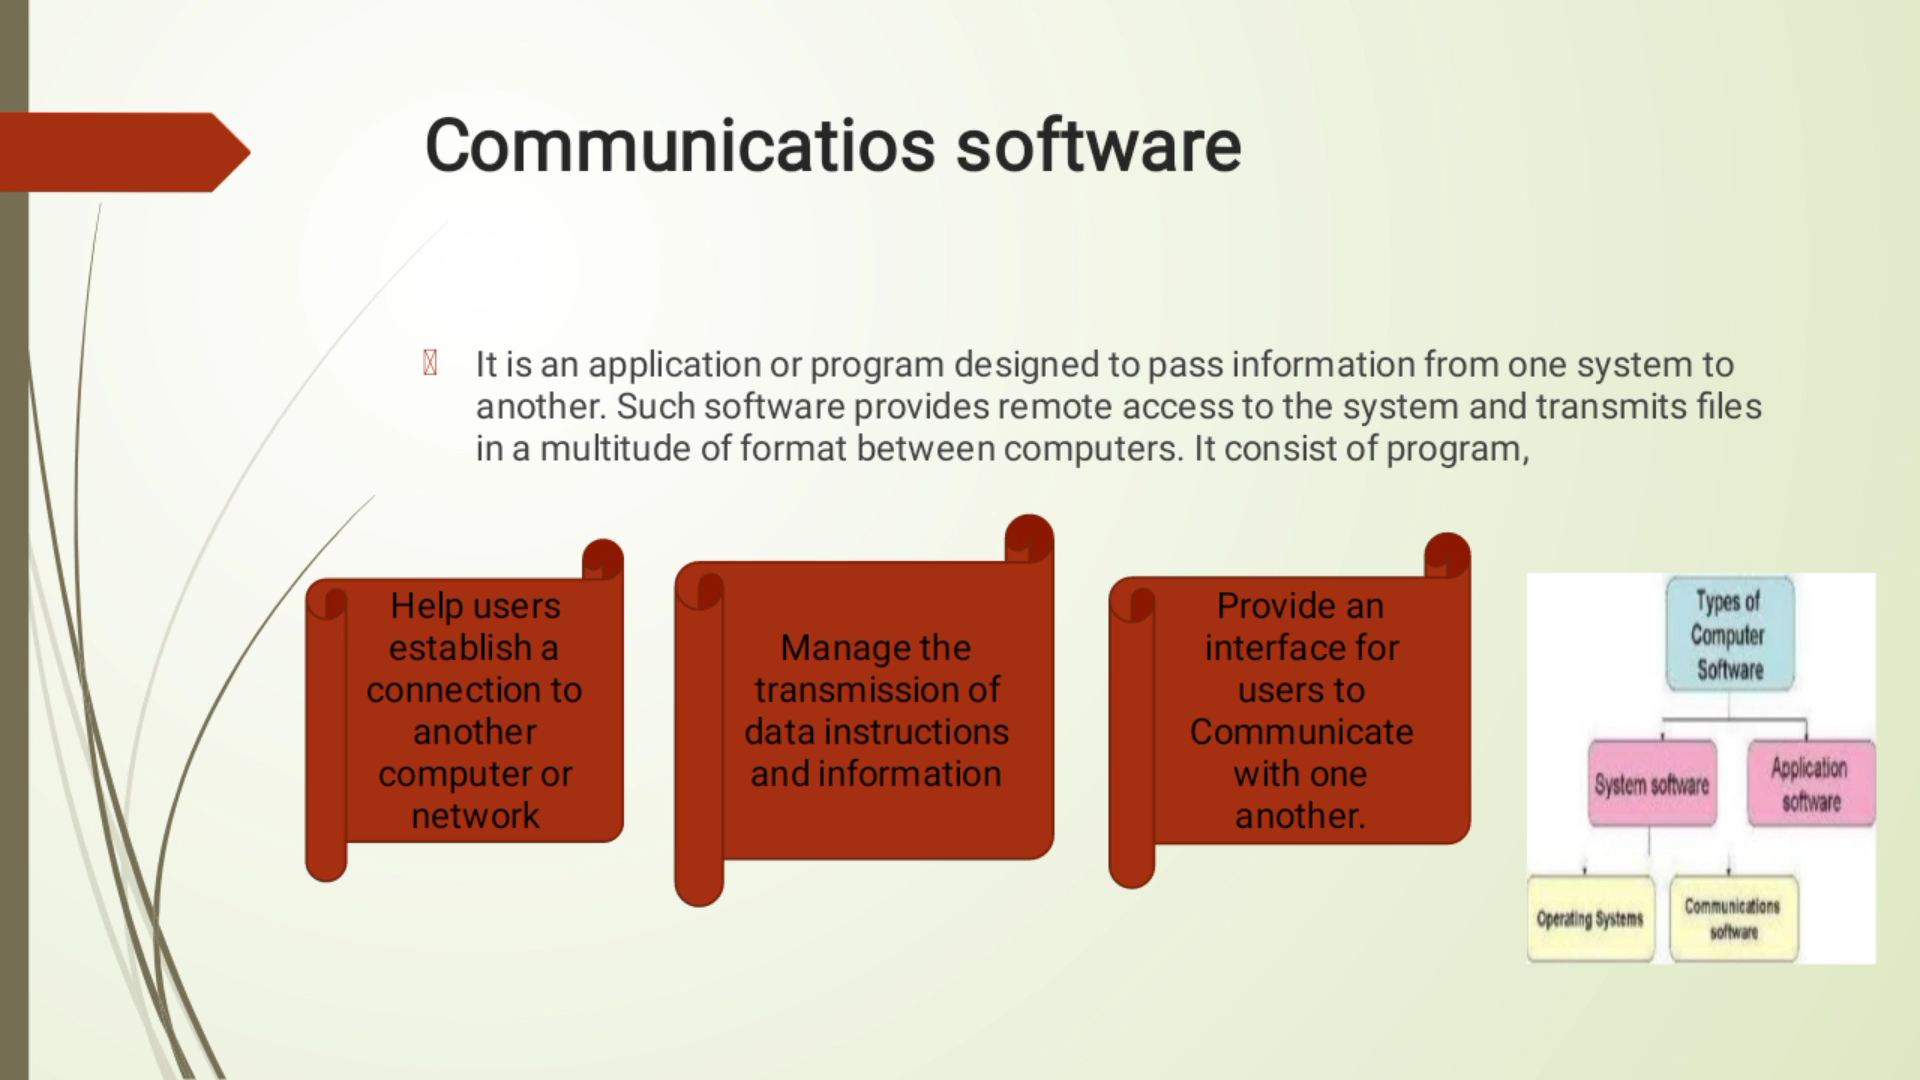 Communicatios software
It is an application or program designed to pass information from one system to
another. Such software provides remote access to the system and transmits files
in a multitude of format between computers. It consist of program,
Help users
establish a
connection to
another
computer or
network
Manage the
transmission of
data instructions
and information
Provide an
interface for
users to
Communicate
with one
another.
Types of
Computer
Software
System software
Application
software
Operating Systems
Communications
software